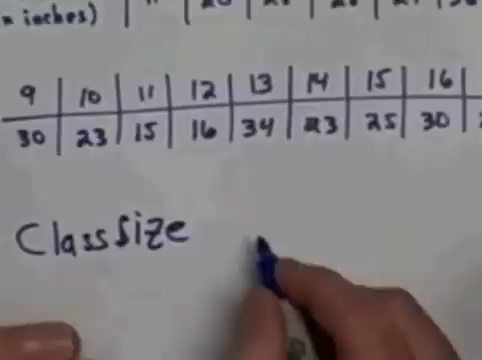 n inches)
9 10 11 12 13 14 15 16
30 23 15 16 34 23 25 30
Class size